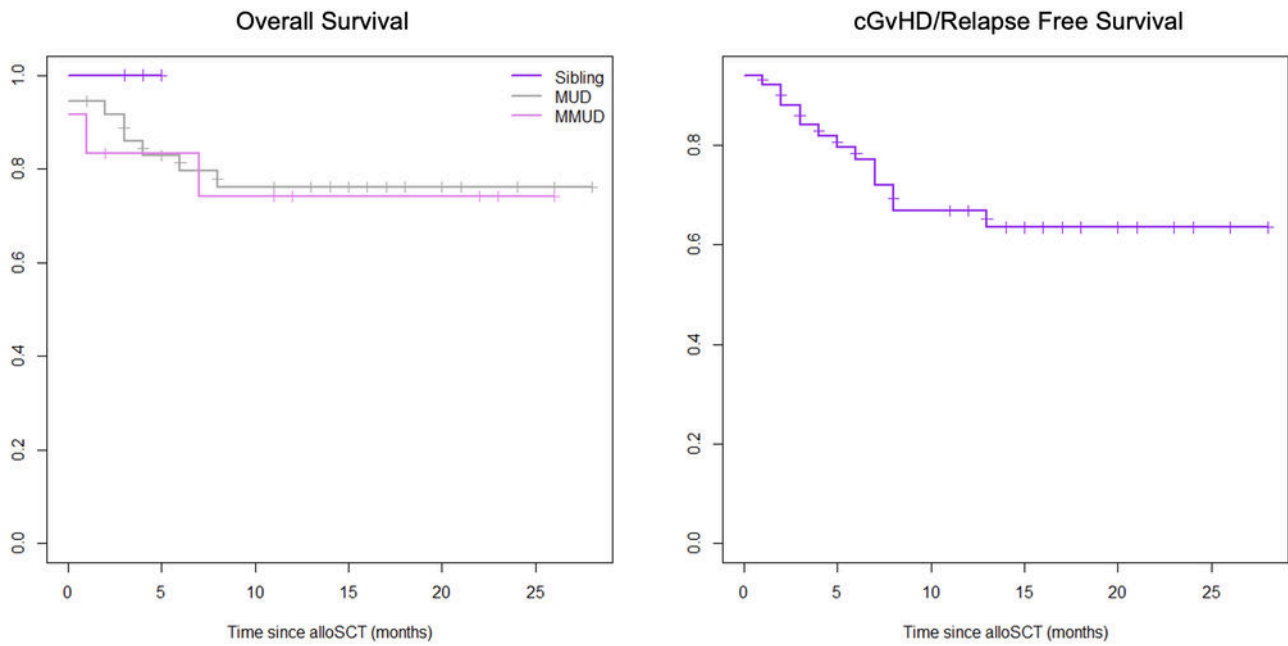 Overall Survival
1.0
0.8
0.6
0.4
0.2
0.0
Sibling
MUD
MMUD
0 5 10 15 20 25
Time since alloSCT (months)
cGvHD/Relapse Free Survival
0.8
0.6
0.4
0.2
0.0
0 5 10 15 20 25
Time since alloSCT (months)